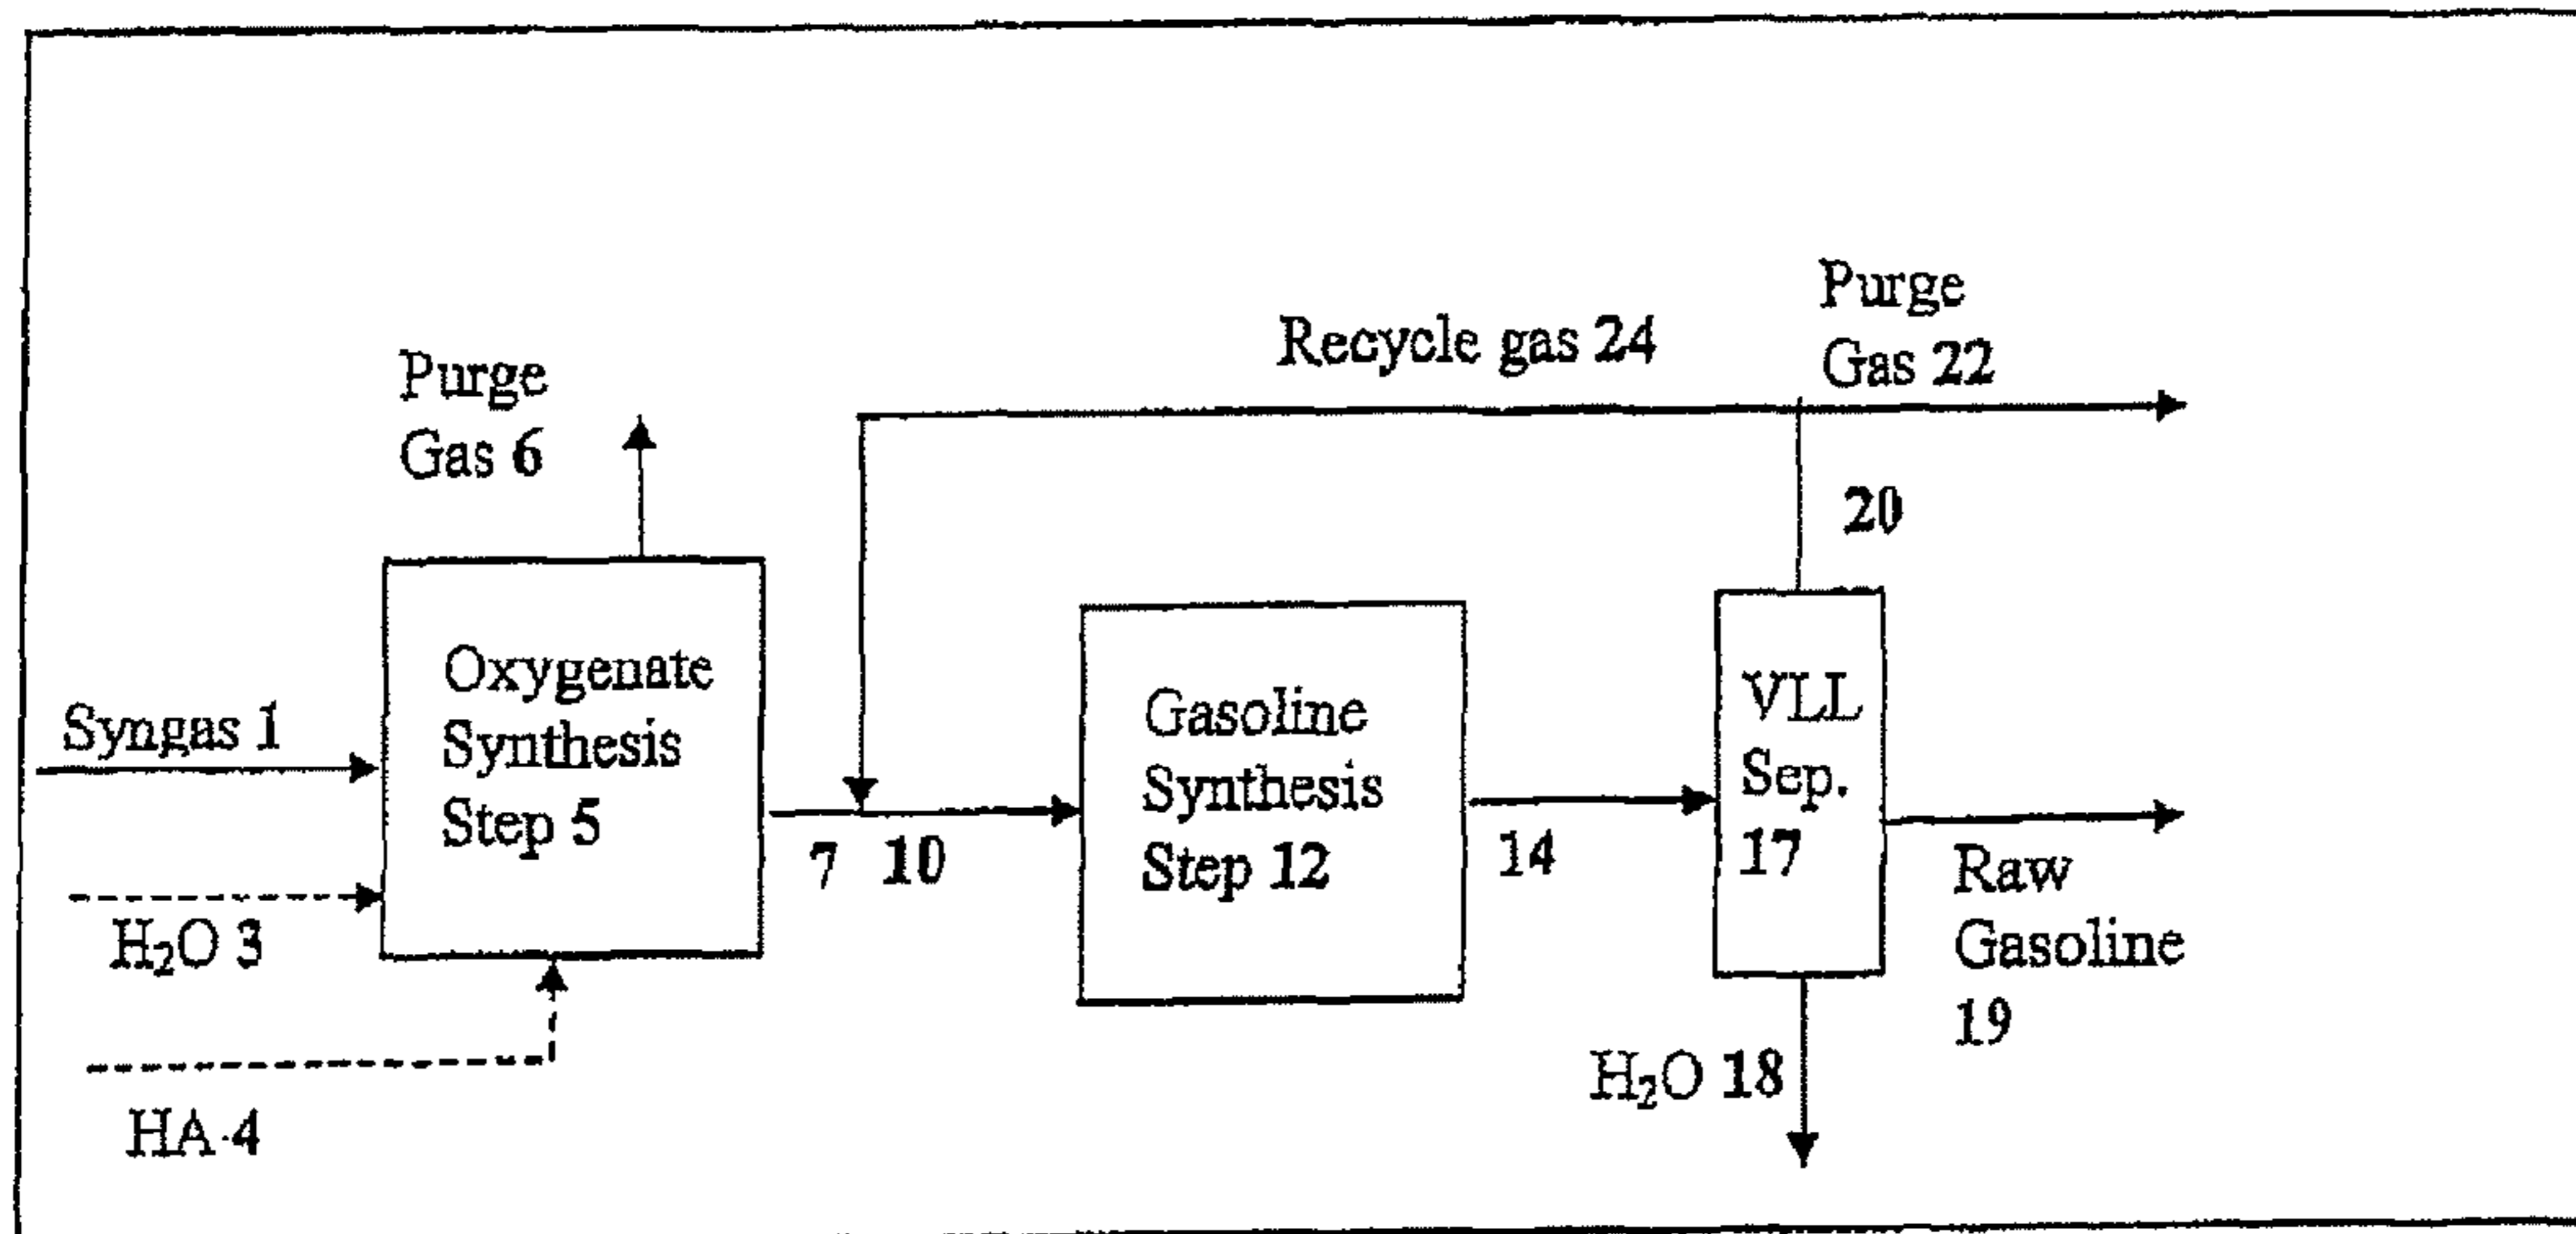 Purge
Gas 6
Recycle gas 24
Purge
Gas 22
20
Syngas 1
H₂O 3
HA 4
Oxygenate
Synthesis
Step 5
7 10
Gasoline
Synthesis
Step 12
14
VLL
Sep.
17
Raw
Gasoline
19
H₂O 18